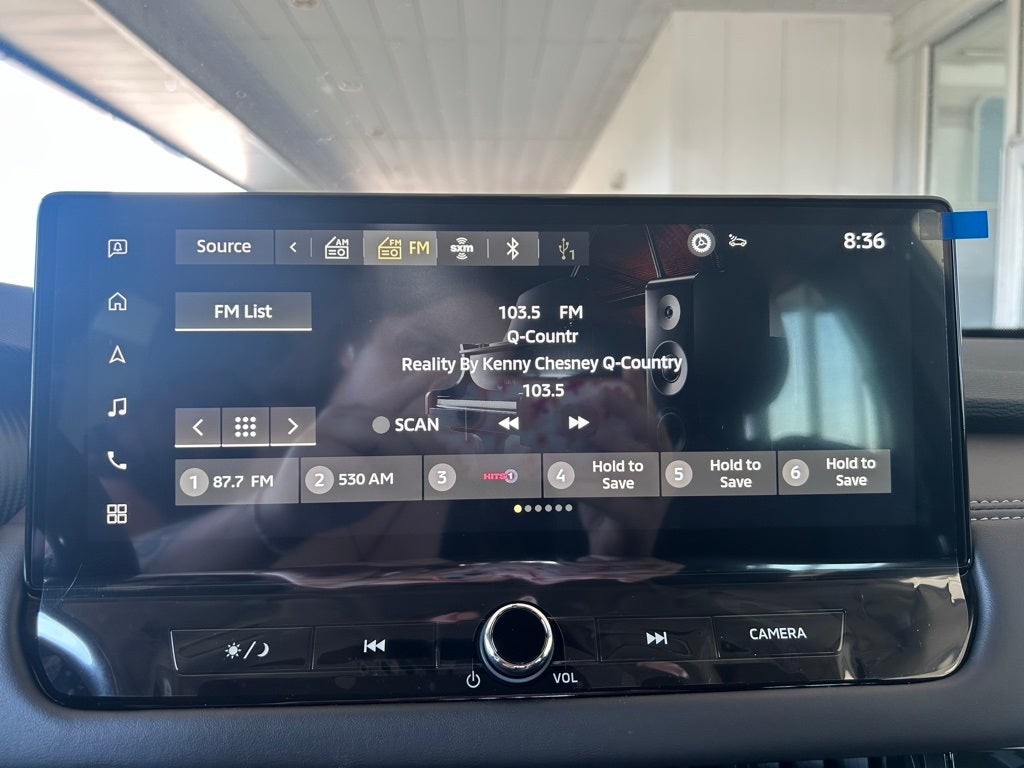 Source
AM
FM
FM
sxm
1
8:36
FM List
103.5 FM
Q-Countr
Reality By Kenny Chesney Q-Country
103.5
SCAN
1 87.7 FM
2 530 AM
3 HITS1
4 Hold to
Save
5 Hold to
Save
6 Hold to
Save
CAMERA
VOL